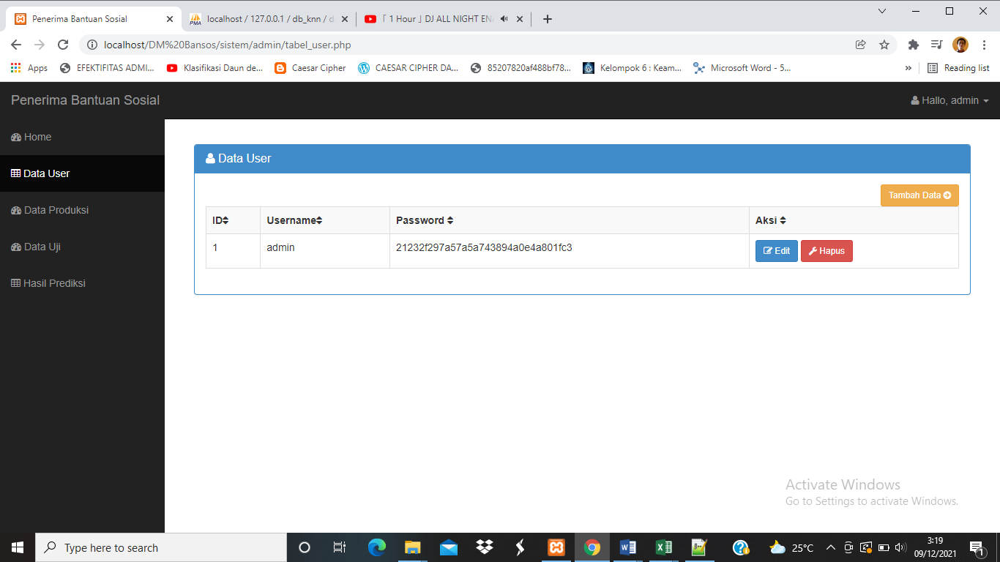 Penerima Bantuan Sosial
localhost / 127.0.0.1 / db_knn / d
「 1 Hour 」DJ ALL NIGHT EN
localhost/DM%20Bansos/sistem/admin/tabel_user.php
Apps
EFEKTIFITAS ADMI...
Klasifikasi Daun de...
Caesar Cipher
CAESAR CIPHER DA...
85207820af488bf78...
Kelompok 6 : Keam...
Microsoft Word - 5...
»
Reading list
Penerima Bantuan Sosial
Hallo, admin
Home
Data User
Data Produksi
Data Uji
Hasil Prediksi
Data User
Tambah Data
ID Username Password Aksi
1 admin 21232f297a57a5a743894a0e4a801fc3 Edit Hapus
Activate Windows
Go to Settings to activate Windows.
Type here to search
25°C
3:19
09/12/2021
1
PMA